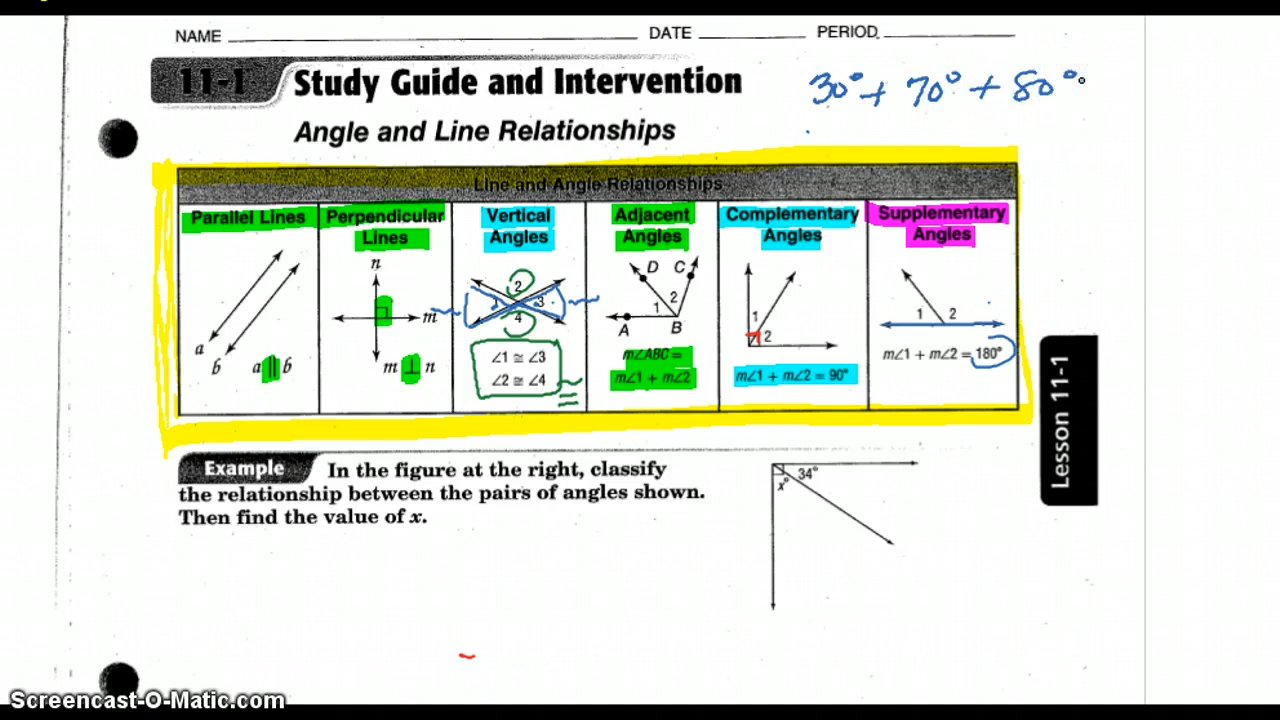 NAME ____ DATE ____ PERIOD ____
11-1 Study Guide and Intervention
30° + 70° + 80°
Angle and Line Relationships
Line and Angle Relationships
Parallel Lines
Perpendicular Lines
Vertical Angles
Adjacent Angles
Complementary Angles
Supplementary Angles
a
b
a || b
n
m
m ⊥ n
2
1 3
4
∠1 ≅ ∠3
∠2 ≅ ∠4
D C
1 2
A B
m∠ABC =
m∠1 + m∠2
1
2
m∠1 + m∠2 = 90°
1 2
m∠1 + m∠2 = 180°
Lesson 11-1
Example In the figure at the right, classify
the relationship between the pairs of angles shown.
Then find the value of x.
34°
x°
Screencast-O-Matic.com